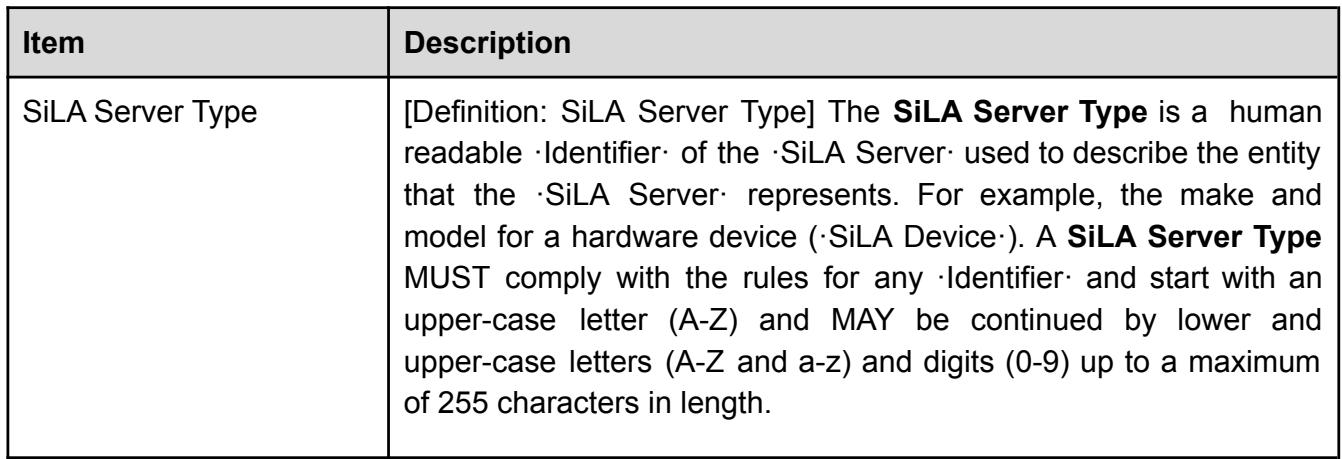 Item Description
SiLA Server Type [Definition: SiLA Server Type] The SiLA Server Type is a human
readable ·Identifier· of the ·SiLA Server· used to describe the entity
that the ·SiLA Server· represents. For example, the make and
model for a hardware device (·SiLA Device·). A SiLA Server Type
MUST comply with the rules for any ·Identifier· and start with an
upper-case letter (A-Z) and MAY be continued by lower and
upper-case letters (A-Z and a-z) and digits (0-9) up to a maximum
of 255 characters in length.